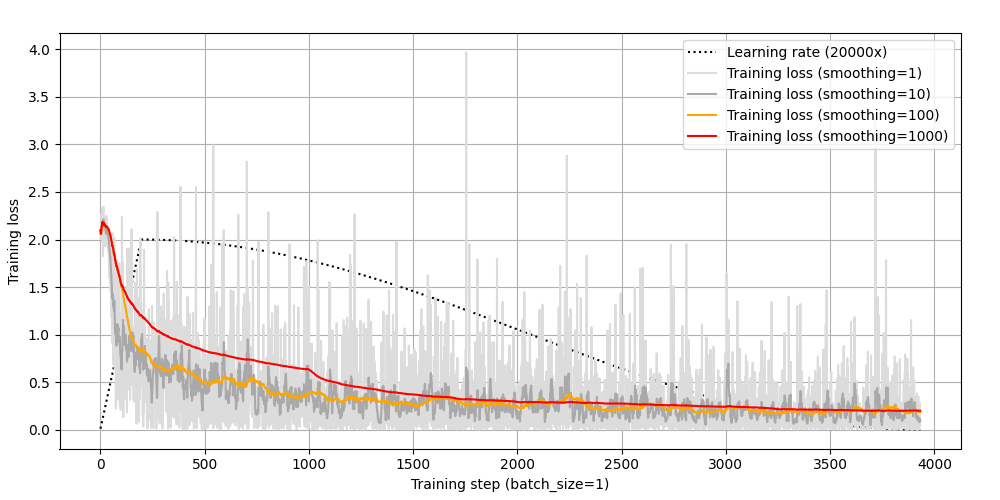 4.0
3.5
3.0
2.5
2.0
1.5
1.0
0.5
0.0
Training loss
Learning rate (20000x)
Training loss (smoothing=1)
Training loss (smoothing=10)
Training loss (smoothing=100)
Training loss (smoothing=1000)
0 500 1000 1500 2000 2500 3000 3500 4000
Training step (batch_size=1)